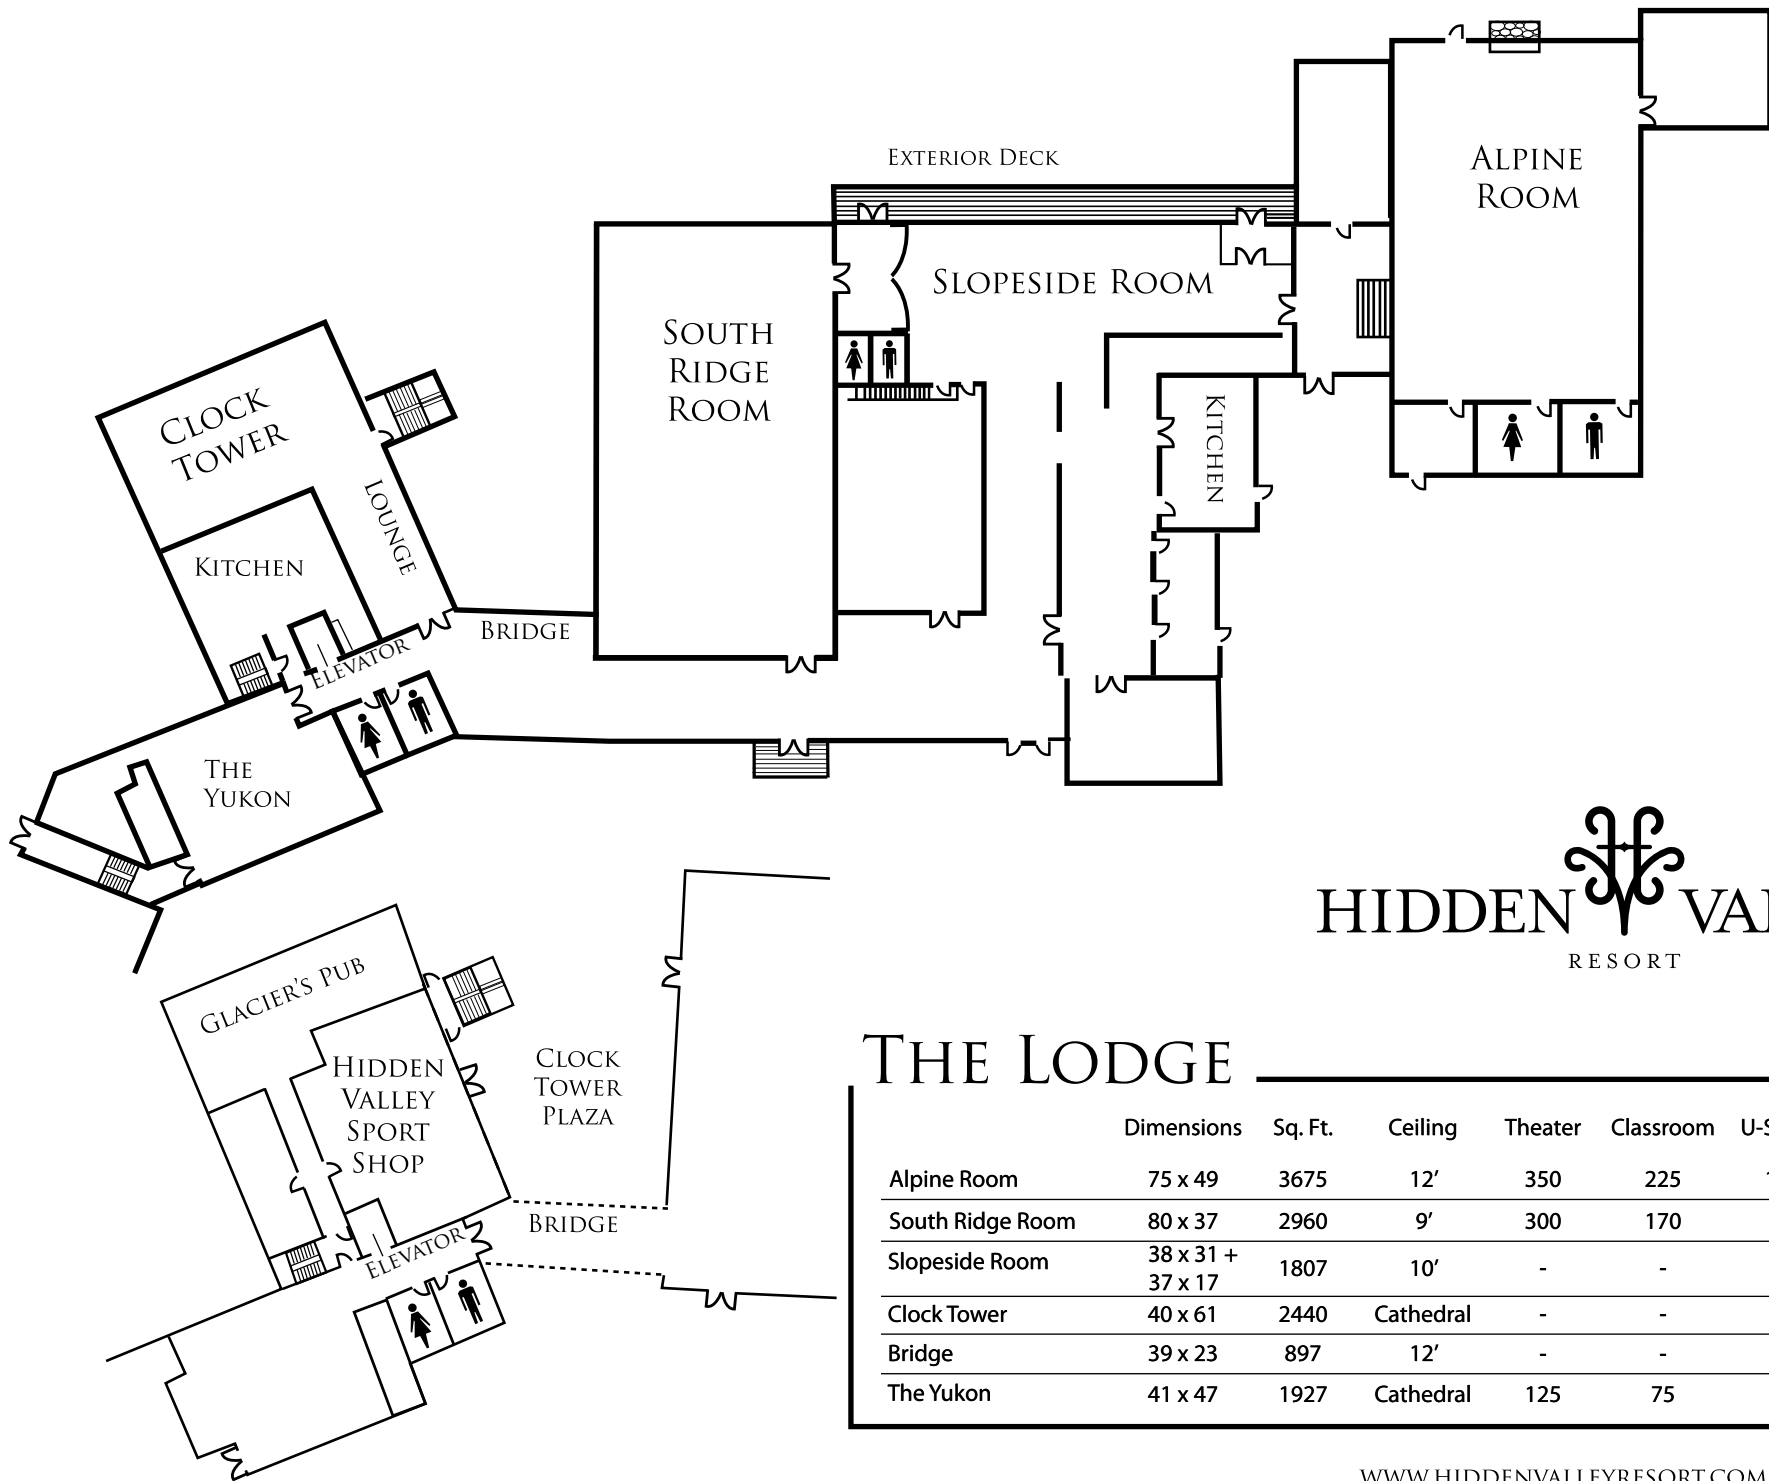 Exterior Deck
Alpine
Room
Slopeside Room
South
Ridge
Room
Clock
Tower
Lounge
Kitchen
Kitchen
Bridge
Elevator
The
Yukon
HIDDEN VAL
RESORT
Glacier's Pub
Hidden
Valley
Sport
Shop
Clock
Tower
Plaza
Bridge
Elevator
The Lodge
Dimensions Sq. Ft. Ceiling Theater Classroom U-S
Alpine Room 75 x 49 3675 12' 350 225
South Ridge Room 80 x 37 2960 9' 300 170
Slopeside Room 38 x 31 + 37 x 17 1807 10' - -
Clock Tower 40 x 61 2440 Cathedral - -
Bridge 39 x 23 897 12' - -
The Yukon 41 x 47 1927 Cathedral 125 75
WWW.HIDDENVALLEYRESORT.COM